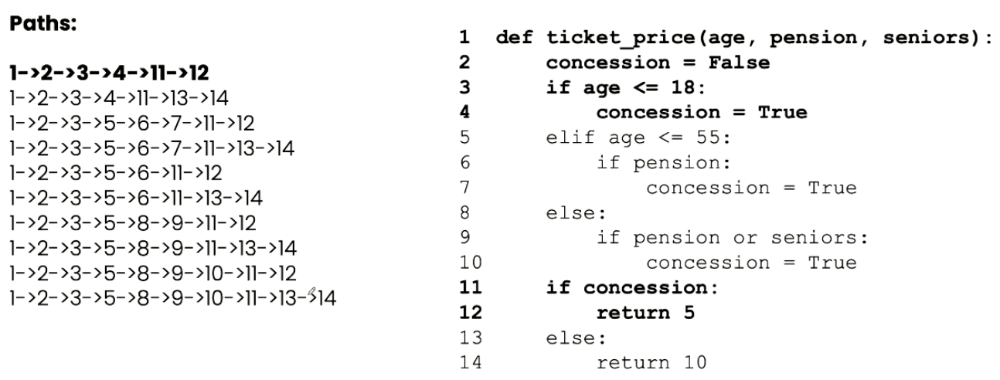 Paths:
1->2->3->4->11->12
1->2->3->4->11->13->14
1->2->3->5->6->7->11->12
1->2->3->5->6->7->11->13->14
1->2->3->5->6->11->12
1->2->3->5->6->11->13->14
1->2->3->5->8->9->11->12
1->2->3->5->8->9->11->13->14
1->2->3->5->8->9->10->11->12
1->2->3->5->8->9->10->11->13->14
1 def ticket_price(age, pension, seniors):
2     concession = False
3     if age <= 18:
4         concession = True
5     elif age <= 55:
6         if pension:
7             concession = True
8     else:
9         if pension or seniors:
10             concession = True
11     if concession:
12         return 5
13     else:
14         return 10